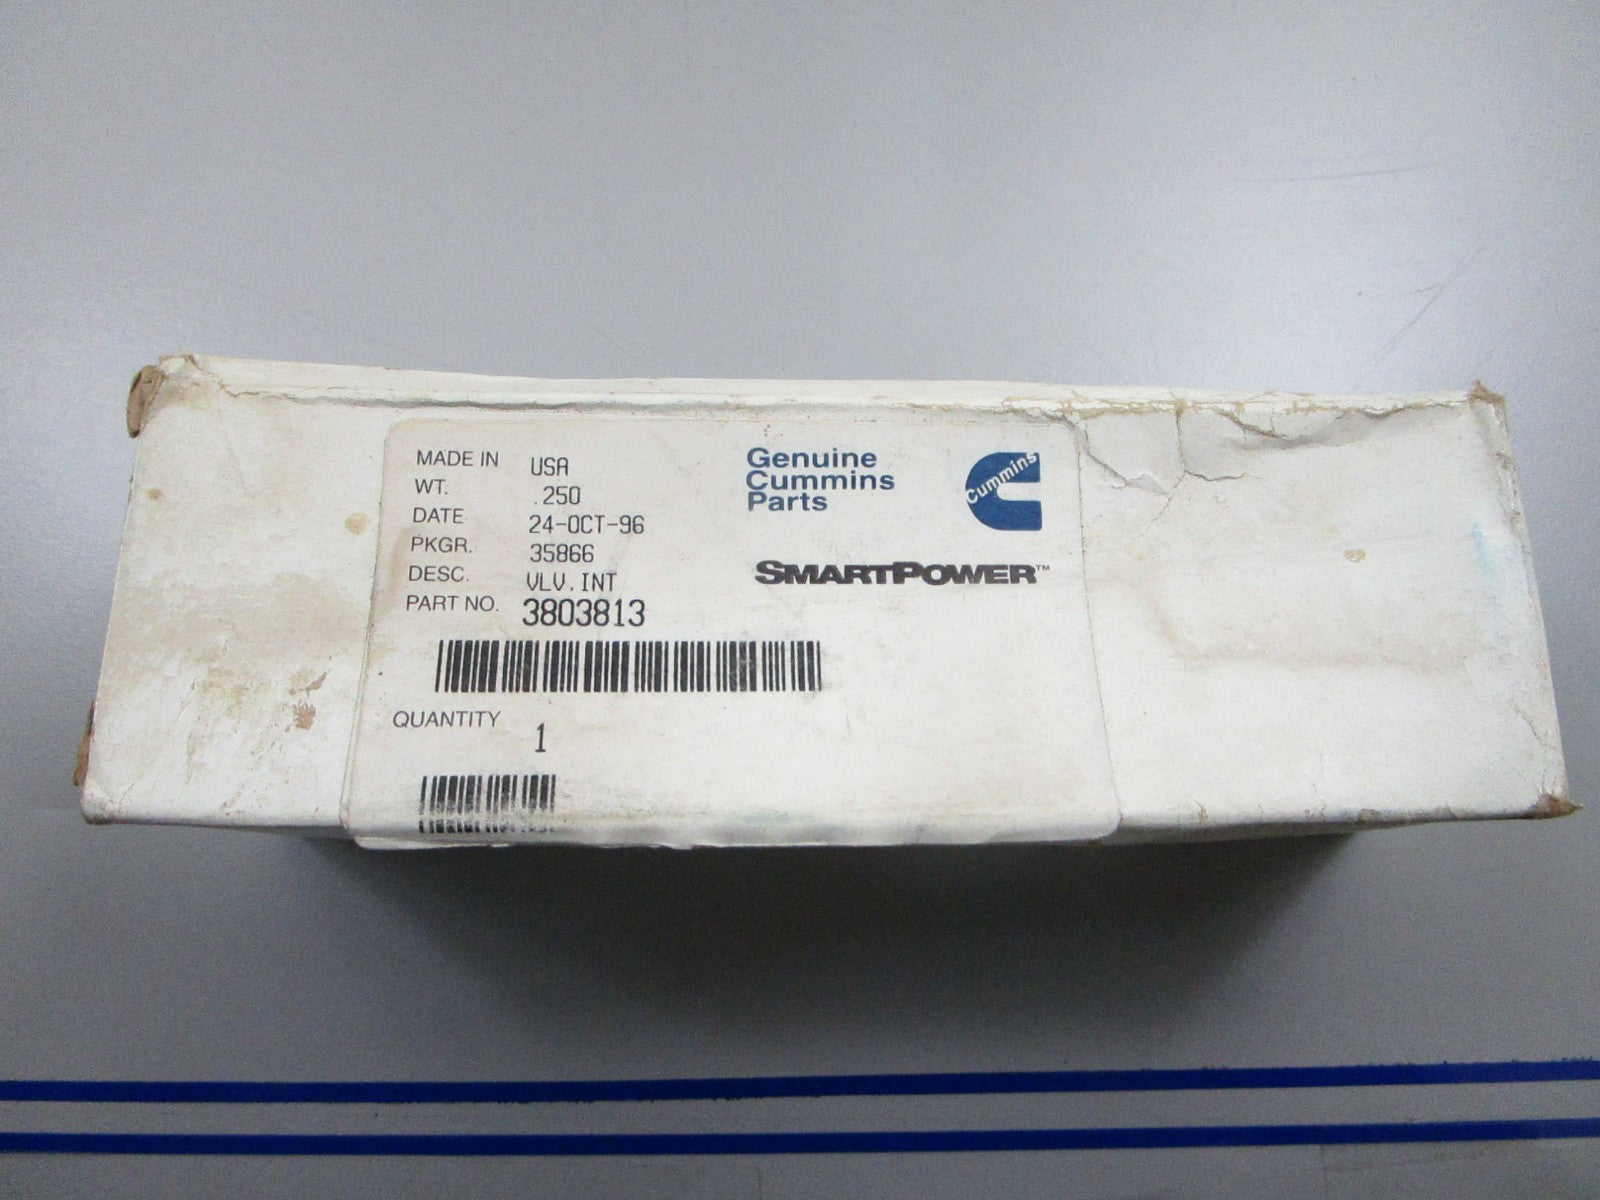 MADE IN USA
WT. .250
DATE 24-OCT-96
PKGR. 35866
DESC. VLV,INT
PART NO. 3803813
QUANTITY 1
Genuine
Cummins
Parts
Cummins
SMARTPOWER™